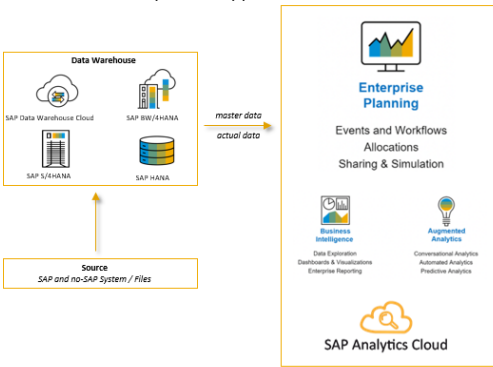 Data Warehouse
SAP Data Warehouse Cloud
SAP BW/4HANA
SAP S/4HANA
SAP HANA
Source
SAP and no-SAP System / Files
master data
actual data
Enterprise
Planning
Events and Workflows
Allocations
Sharing & Simulation
Business
Intelligence
Data Exploration
Dashboards & Visualizations
Enterprise Reporting
Augmented
Analytics
Conversational Analytics
Automated Analytics
Predictive Analytics
SAP Analytics Cloud